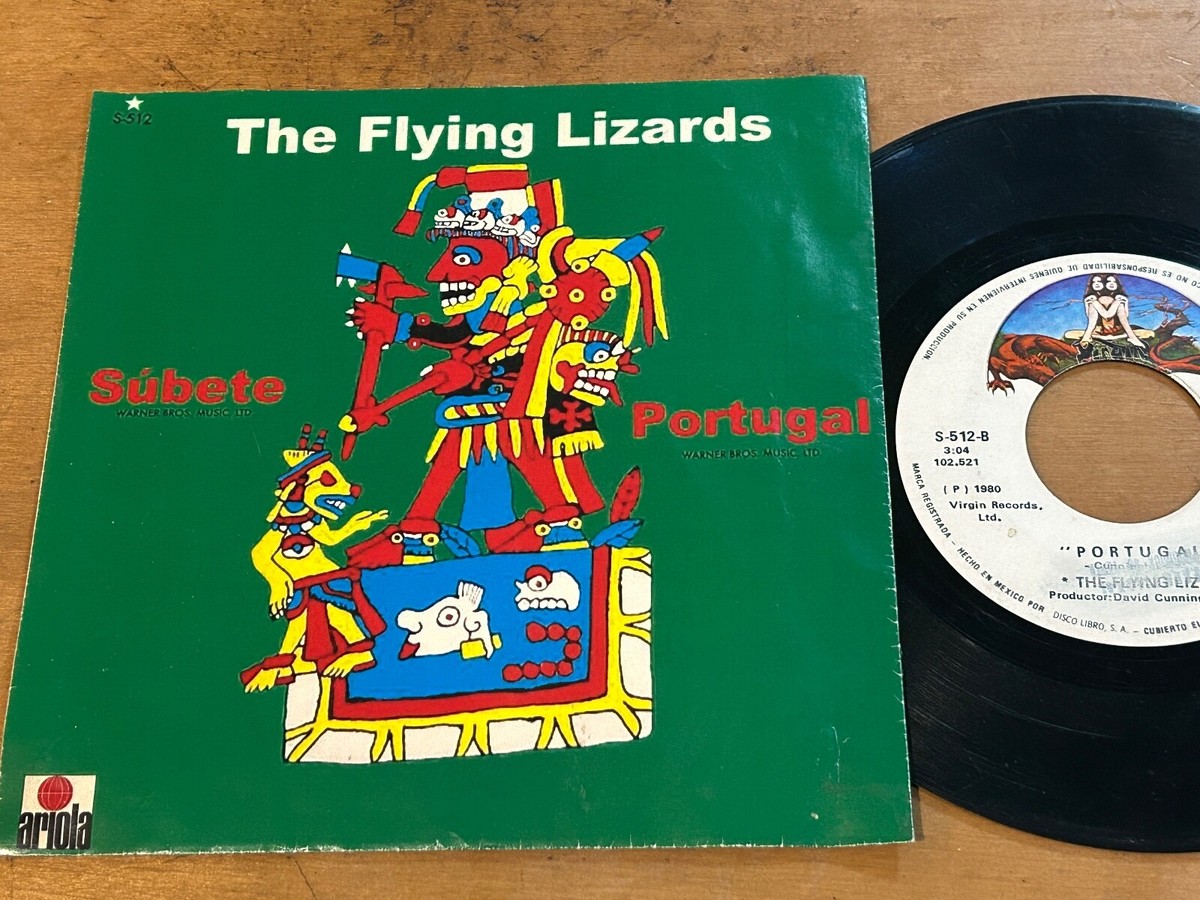 S-512
The Flying Lizards
Súbete
WARNER BROS. MUSIC LTD
Portugal
WARNER BROS. MUSIC LTD
ariola
NO ES RESPONSABILIDAD DE QUIENES INTERVIENEN EN SU PRODUCCION
Virgin
S-512-B
3:04
102.521
( P ) 1980
Virgin Records.
Ltd.
"PORTUGA
* THE FLYING LIZ
Productor: David Cunnin
MARCA REGISTRADA - HECHO EN MEXICO POR DISCO LIBRO, S. A. - CUBIERTO E